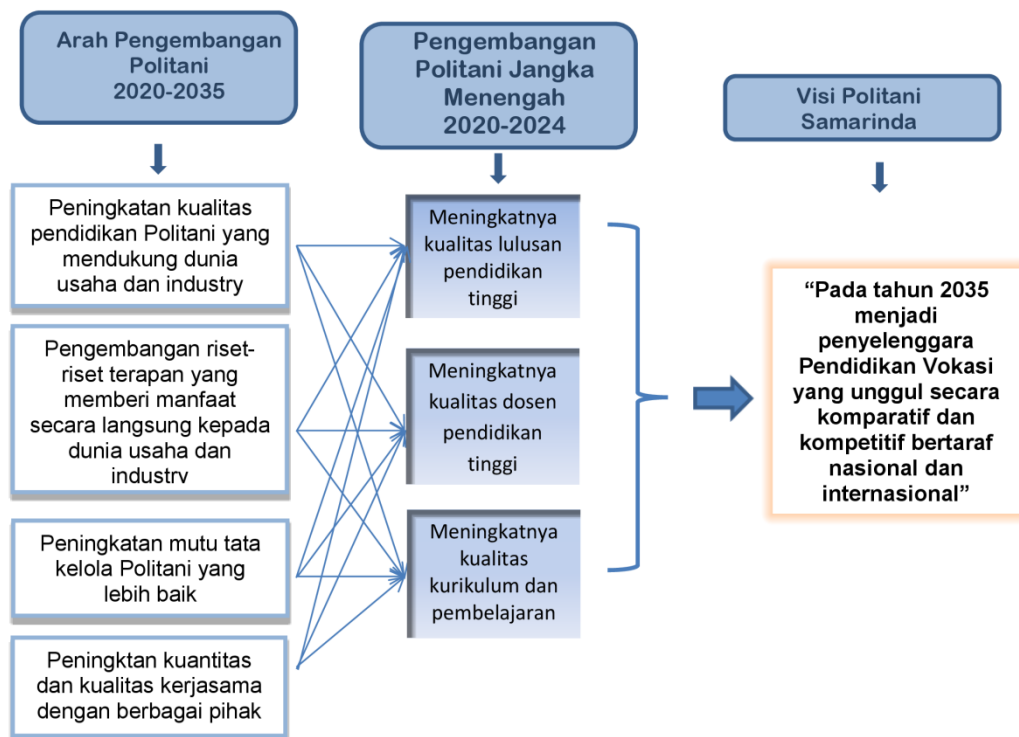 Arah Pengembangan
Politani
2020-2035
Peningkatan kualitas
pendidikan Politani yang
mendukung dunia
usaha dan industry
Pengembangan riset-
riset terapan yang
memberi manfaat
secara langsung kepada
dunia usaha dan
industry
Peningkatan mutu tata
kelola Politani yang
lebih baik
Peningktan kuantitas
dan kualitas kerjasama
dengan berbagai pihak
Pengembangan
Politani Jangka
Menengah
2020-2024
Meningkatnya
kualitas lulusan
pendidikan
tinggi
Meningkatnya
kualitas dosen
pendidikan
tinggi
Meningkatnya
kualitas
kurikulum dan
pembelajaran
Visi Politani
Samarinda
“Pada tahun 2035
menjadi
penyelenggara
Pendidikan Vokasi
yang unggul secara
komparatif dan
kompetitif bertaraf
nasional dan
internasional”